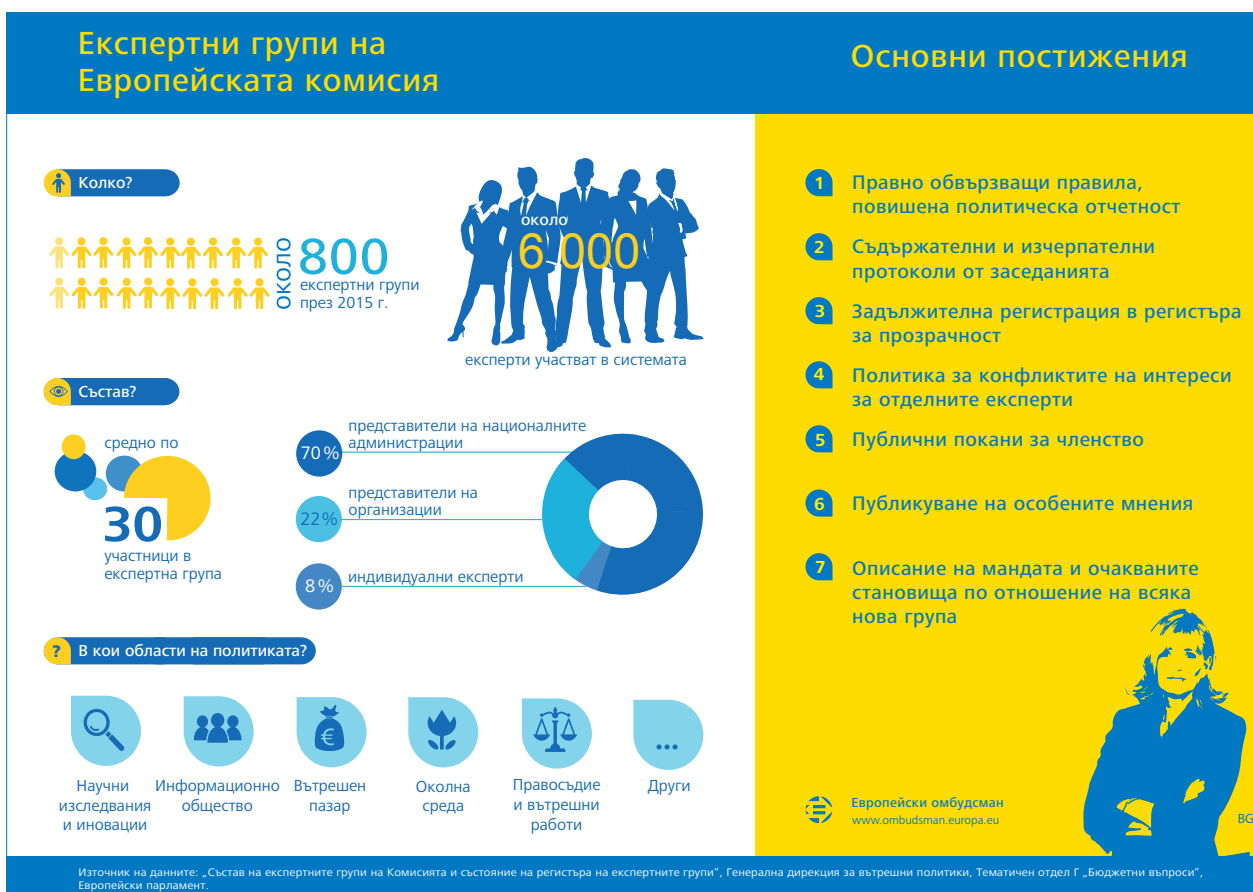 Експертни групи на
Европейската комисия
Основни постижения
Колко?
ОКОЛО
800
експертни групи
през 2015 г.
около
6 000
експерти участват в системата
Състав?
средно по
30
участници в
експертна група
70 %
представители на националните
администрации
22 %
представители на
организации
8 %
индивидуални експерти
? В кои области на политиката?
€
...
Научни
изследвания
и иновации
Информационно
общество
Вътрешен
пазар
Околна
среда
Правосъдие
и вътрешни
работи
Други
1 Правно обвързващи правила,
повишена политическа отчетност
2 Съдържателни и изчерпателни
протоколи от заседанията
3 Задължителна регистрация в регистъра
за прозрачност
4 Политика за конфликтите на интереси
за отделните експерти
5 Публични покани за членство
6 Публикуване на особените мнения
7 Описание на мандата и очакваните
становища по отношение на всяка
нова група
Европейски омбудсман
www.ombudsman.europa.eu
BG
Източник на данните: „Състав на експертните групи на Комисията и състояние на регистъра на експертните групи”, Генерална дирекция за вътрешни политики, Тематичен отдел Г „Бюджетни въпроси”,
Европейски парламент.